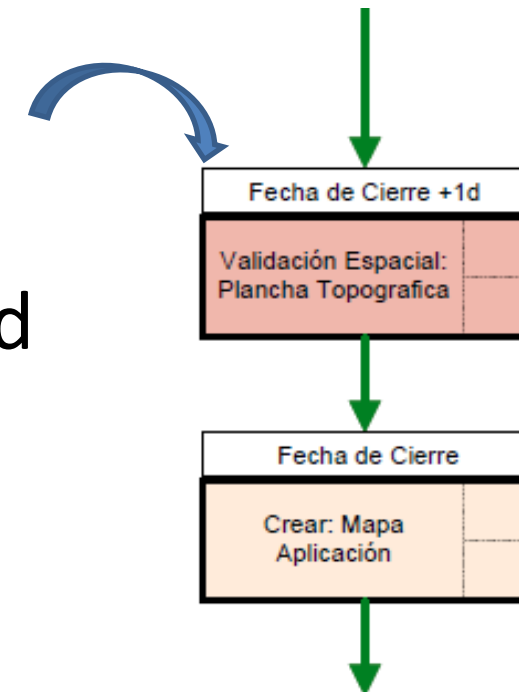 Fecha de Cierre +1d
Validación Espacial:
Plancha Topografica
d
Fecha de Cierre
Crear: Mapa
Aplicación